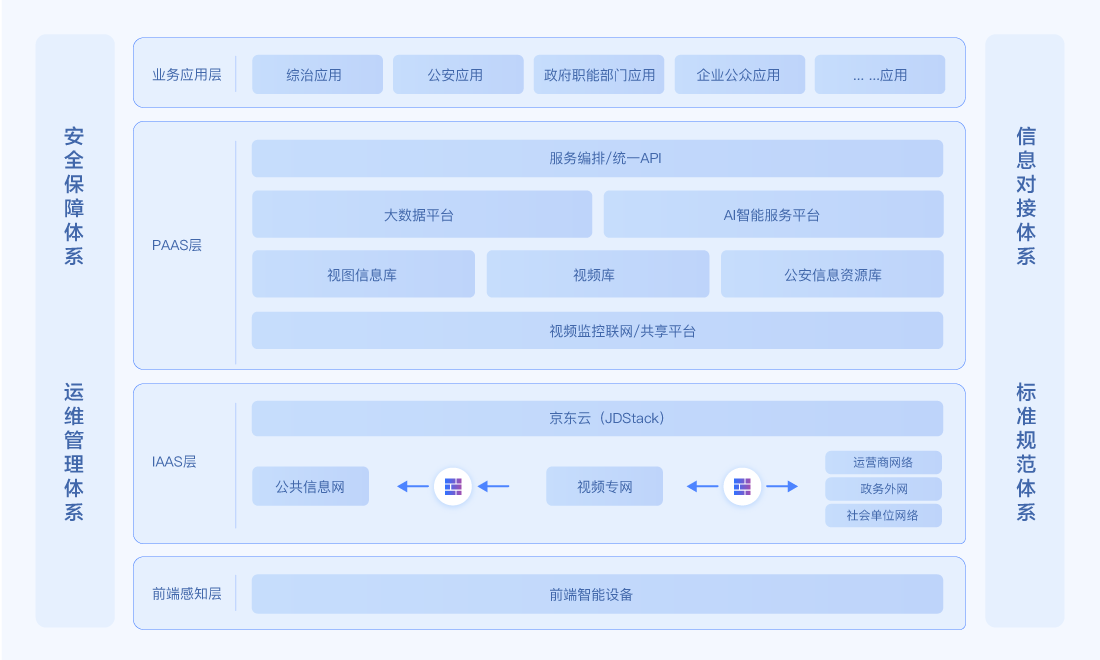 安全保障体系
运维管理体系
业务应用层
综治应用
公安应用
政府职能部门应用
企业公众应用
... ...应用
PAAS层
服务编排/统一API
大数据平台
AI智能服务平台
视图信息库
视频库
公安信息资源库
视频监控联网/共享平台
IAAS层
京东云（JDStack）
公共信息网
视频专网
运营商网络
政务外网
社会单位网络
前端感知层
前端智能设备
信息对接体系
标准规范体系